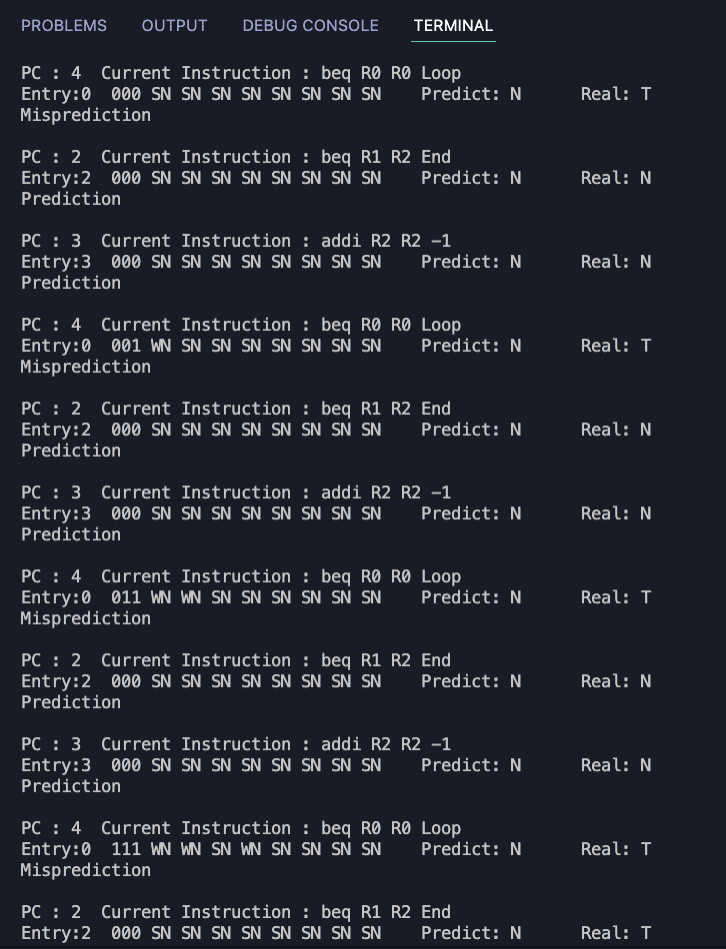 PROBLEMS OUTPUT DEBUG CONSOLE TERMINAL
PC : 4  Current Instruction : beq R0 R0 Loop
Entry:0  000 SN SN SN SN SN SN SN SN    Predict: N      Real: T
Misprediction
PC : 2  Current Instruction : beq R1 R2 End
Entry:2  000 SN SN SN SN SN SN SN SN    Predict: N      Real: N
Prediction
PC : 3  Current Instruction : addi R2 R2 -1
Entry:3  000 SN SN SN SN SN SN SN SN    Predict: N      Real: N
Prediction
PC : 4  Current Instruction : beq R0 R0 Loop
Entry:0  001 WN SN SN SN SN SN SN SN    Predict: N      Real: T
Misprediction
PC : 2  Current Instruction : beq R1 R2 End
Entry:2  000 SN SN SN SN SN SN SN SN    Predict: N      Real: N
Prediction
PC : 3  Current Instruction : addi R2 R2 -1
Entry:3  000 SN SN SN SN SN SN SN SN    Predict: N      Real: N
Prediction
PC : 4  Current Instruction : beq R0 R0 Loop
Entry:0  011 WN WN SN SN SN SN SN SN    Predict: N      Real: T
Misprediction
PC : 2  Current Instruction : beq R1 R2 End
Entry:2  000 SN SN SN SN SN SN SN SN    Predict: N      Real: N
Prediction
PC : 3  Current Instruction : addi R2 R2 -1
Entry:3  000 SN SN SN SN SN SN SN SN    Predict: N      Real: N
Prediction
PC : 4  Current Instruction : beq R0 R0 Loop
Entry:0  111 WN WN SN WN SN SN SN SN    Predict: N      Real: T
Misprediction
PC : 2  Current Instruction : beq R1 R2 End
Entry:2  000 SN SN SN SN SN SN SN SN    Predict: N      Real: T